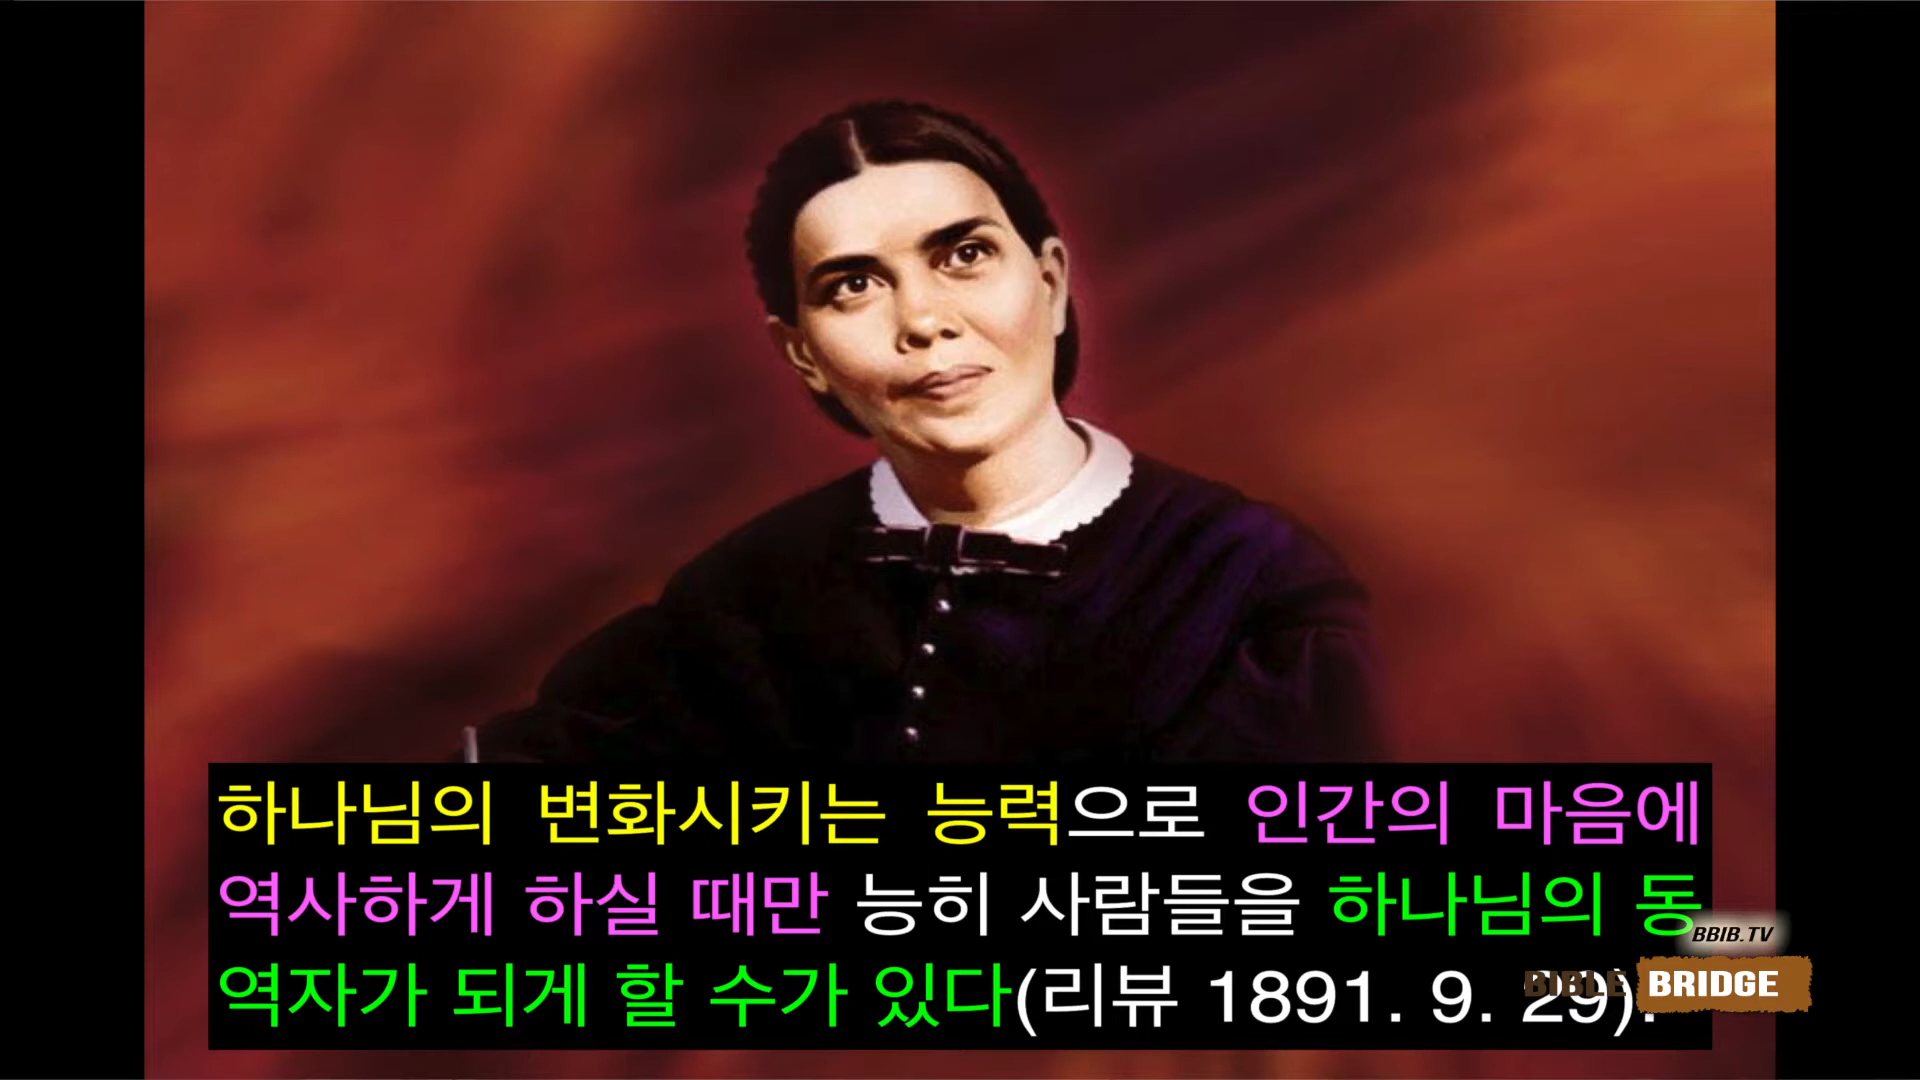 하나님의 변화시키는 능력으로 인간의 마음에
역사하게 하실 때만 능히 사람들을 하나님의 동
역자가 되게 할 수가 있다(리뷰 1891. 9. 29).
BBIB.TV
BIBLE BRIDGE